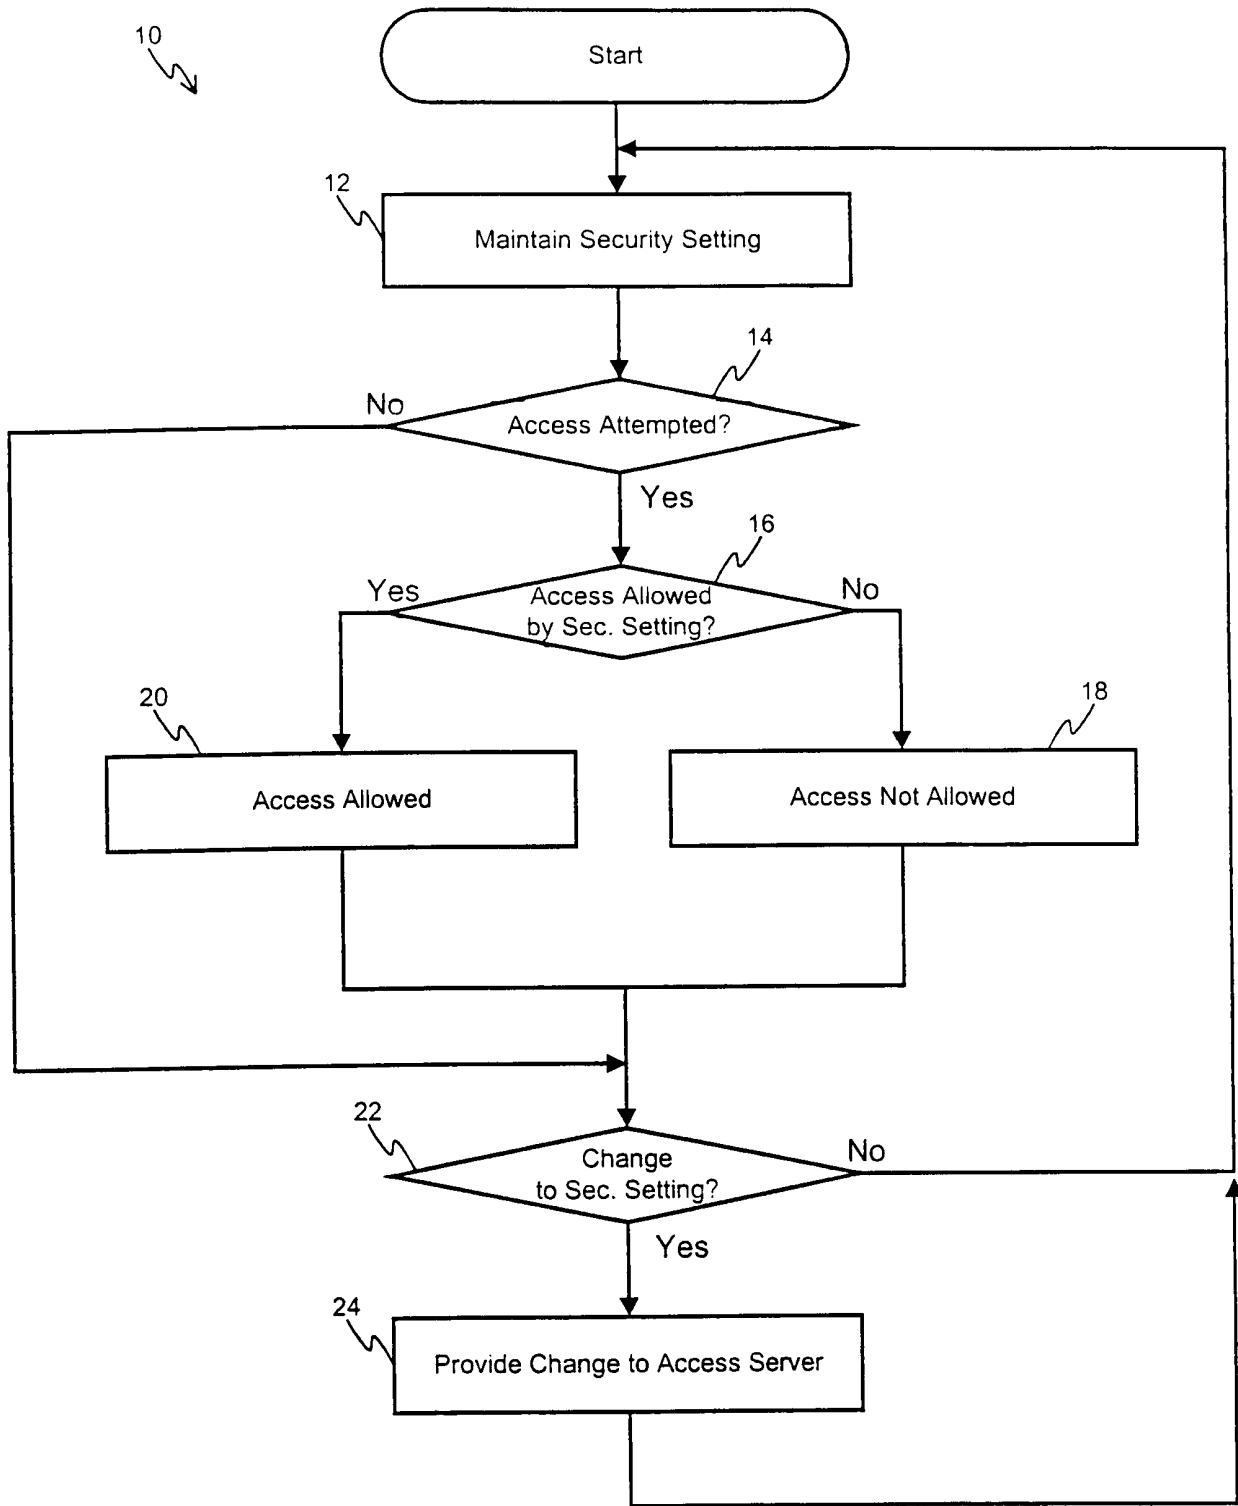 10
Start
12
Maintain Security Setting
14
No
Access Attempted?
Yes
16
Yes
Access Allowed
by Sec. Setting?
No
20
18
Access Allowed
Access Not Allowed
22
Change
to Sec. Setting?
No
Yes
24
Provide Change to Access Server